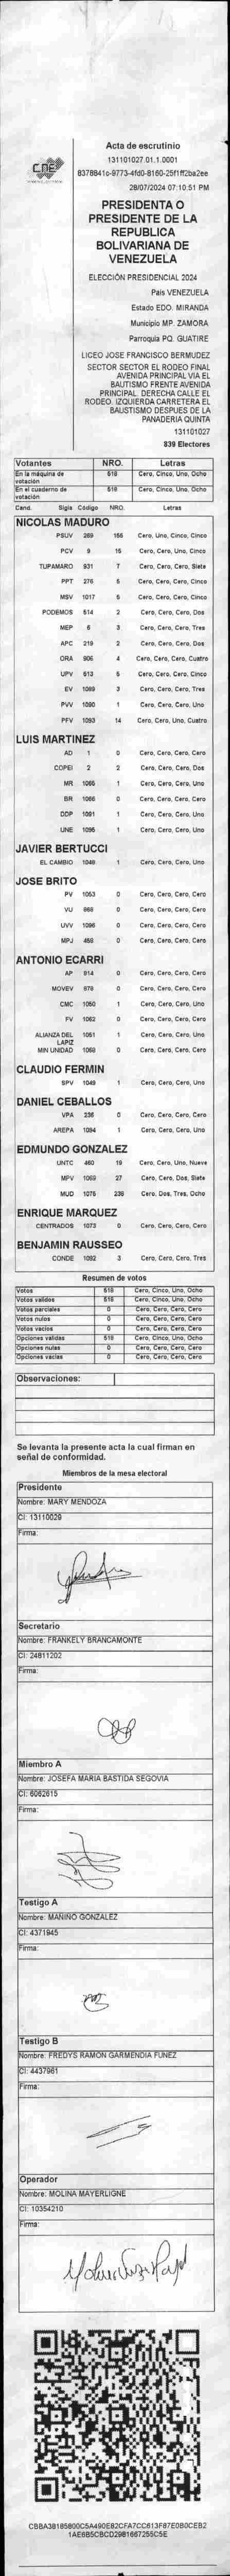 Acta de escrutinio
131101027.01.1.0001
8378841c-9773-4fd0-8160-25f1ff2ba2ee
28/07/2024 07:10:51 PM
CNE
PRESIDENTA O
PRESIDENTE DE LA
REPUBLICA
BOLIVARIANA DE
VENEZUELA
ELECCIÓN PRESIDENCIAL 2024
País VENEZUELA
Estado EDO. MIRANDA
Municipio MP. ZAMORA
Parroquia PQ. GUATIRE
LICEO JOSE FRANCISCO BERMUDEZ
SECTOR SECTOR EL RODEO FINAL
AVENIDA PRINCIPAL VIA EL
BAUTISMO FRENTE AVENIDA
PRINCIPAL. DERECHA CALLE EL
RODEO. IZQUIERDA CARRETERA EL
BAUSTISMO DESPUES DE LA
PANADERIA QUINTA
131101027
839 Electores
Votantes NRO. Letras
En la máquina de votación 518 Cero, Cinco, Uno, Ocho
En el cuaderno de votación 518 Cero, Cinco, Uno, Ocho
Cand. Sigla Código NRO. Letras
NICOLAS MADURO
PSUV 269 155 Cero, Uno, Cinco, Cinco
PCV 9 15 Cero, Cero, Uno, Cinco
TUPAMARO 931 7 Cero, Cero, Cero, Siete
PPT 276 5 Cero, Cero, Cero, Cinco
MSV 1017 5 Cero, Cero, Cero, Cinco
PODEMOS 514 2 Cero, Cero, Cero, Dos
MEP 6 3 Cero, Cero, Cero, Tres
APC 219 2 Cero, Cero, Cero, Dos
ORA 906 4 Cero, Cero, Cero, Cuatro
UPV 613 5 Cero, Cero, Cero, Cinco
EV 1089 3 Cero, Cero, Cero, Tres
PVV 1090 1 Cero, Cero, Cero, Uno
PFV 1093 14 Cero, Cero, Uno, Cuatro
LUIS MARTINEZ
AD 1 0 Cero, Cero, Cero, Cero
COPEI 2 2 Cero, Cero, Cero, Dos
MR 1065 1 Cero, Cero, Cero, Uno
BR 1066 0 Cero, Cero, Cero, Cero
DDP 1091 1 Cero, Cero, Cero, Uno
UNE 1095 1 Cero, Cero, Cero, Uno
JAVIER BERTUCCI
EL CAMBIO 1048 1 Cero, Cero, Cero, Uno
JOSE BRITO
PV 1053 0 Cero, Cero, Cero, Cero
VU 868 0 Cero, Cero, Cero, Cero
UVV 1096 0 Cero, Cero, Cero, Cero
MPJ 458 0 Cero, Cero, Cero, Cero
ANTONIO ECARRI
AP 914 0 Cero, Cero, Cero, Cero
MOVEV 978 0 Cero, Cero, Cero, Cero
CMC 1050 1 Cero, Cero, Cero, Uno
FV 1062 0 Cero, Cero, Cero, Cero
ALIANZA DEL LAPIZ 1051 1 Cero, Cero, Cero, Uno
MIN UNIDAD 1068 0 Cero, Cero, Cero, Cero
CLAUDIO FERMIN
SPV 1049 1 Cero, Cero, Cero, Uno
DANIEL CEBALLOS
VPA 236 0 Cero, Cero, Cero, Cero
AREPA 1094 1 Cero, Cero, Cero, Uno
EDMUNDO GONZALEZ
UNTC 460 19 Cero, Cero, Uno, Nueve
MPV 1069 27 Cero, Cero, Dos, Siete
MUD 1075 238 Cero, Dos, Tres, Ocho
ENRIQUE MARQUEZ
CENTRADOS 1073 0 Cero, Cero, Cero, Cero
BENJAMIN RAUSSEO
CONDE 1092 3 Cero, Cero, Cero, Tres
Resumen de votos
Votos 518 Cero, Cinco, Uno, Ocho
Votos validos 518 Cero, Cinco, Uno, Ocho
Votos parciales 0 Cero, Cero, Cero, Cero
Votos nulos 0 Cero, Cero, Cero, Cero
Votos vacios 0 Cero, Cero, Cero, Cero
Opciones validas 518 Cero, Cinco, Uno, Ocho
Opciones nulas 0 Cero, Cero, Cero, Cero
Opciones vacias 0 Cero, Cero, Cero, Cero
Observaciones:
Se levanta la presente acta la cual firman en
señal de conformidad.
Miembros de la mesa electoral
Presidente
Nombre: MARY MENDOZA
CI: 13110029
Firma:
Secretario
Nombre: FRANKELY BRANCAMONTE
CI: 24811202
Firma:
Miembro A
Nombre: JOSEFA MARIA BASTIDA SEGOVIA
CI: 6062615
Firma:
Testigo A
Nombre: MANINO GONZALEZ
CI: 4371945
Firma:
Testigo B
Nombre: FREDYS RAMON GARMENDIA FUNEZ
CI: 4437961
Firma:
Operador
Nombre: MOLINA MAYERLIGNE
CI: 10354210
Firma:
CBBA38185800C5A490E82CFA7CC613F87E0B0CEB2
1AE6B5CBCD2981667255C5E